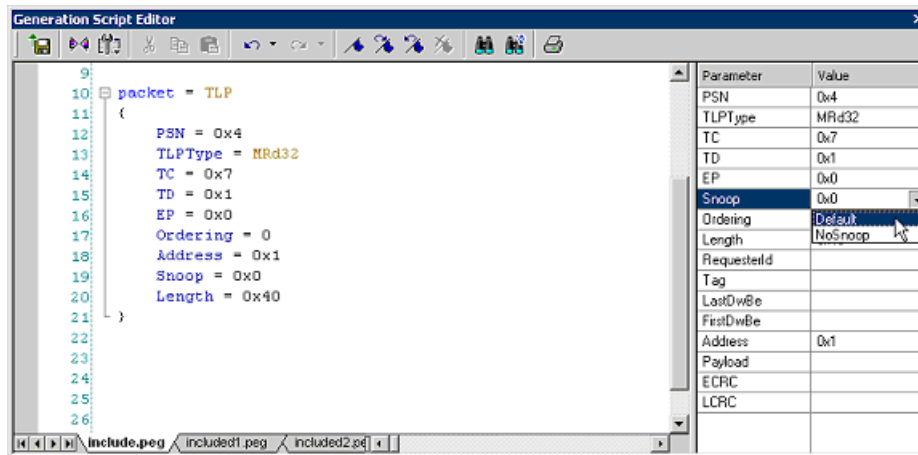 Generation Script Editor
9
10 packet = TLP
11 {
12 PSN = 0x4
13 TLPType = MRd32
14 TC = 0x7
15 TD = 0x1
16 EP = 0x0
17 Ordering = 0
18 Address = 0x1
19 Snoop = 0x0
20 Length = 0x40
21 }
22
23
24
25
26
include.peg included1.peg included2.pe
Parameter Value
PSN 0x4
TLPType MRd32
TC 0x7
TD 0x1
EP 0x0
Snoop 0x0
Ordering Default
Length NoSnoop
RequesterId
Tag
LastDwBe
FirstDwBe
Address 0x1
Payload
ECRC
LCRC